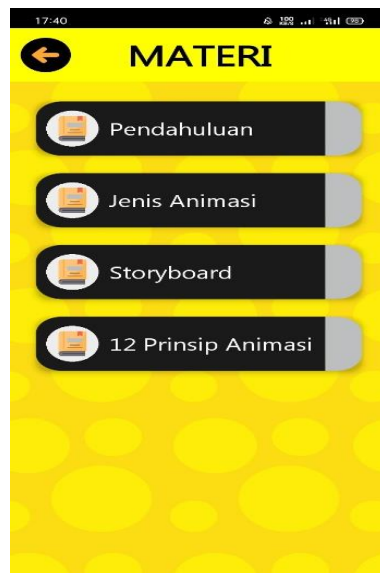 17:40
MATERI
Pendahuluan
Jenis Animasi
Storyboard
12 Prinsip Animasi